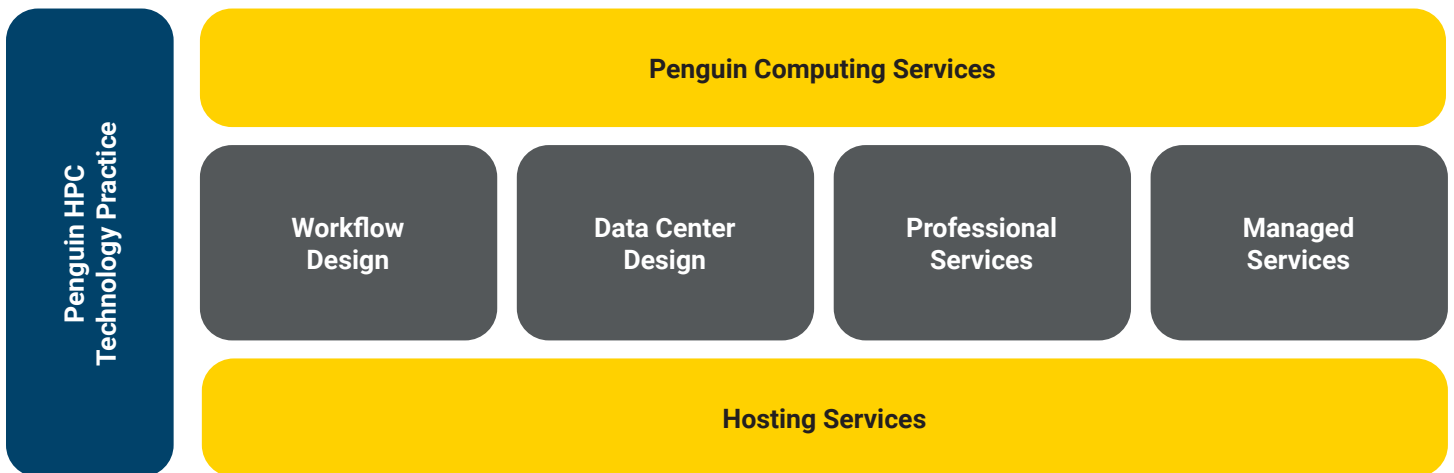 Penguin HPC
Technology Practice
Penguin Computing Services
Workflow
Design
Data Center
Design
Professional
Services
Managed
Services
Hosting Services